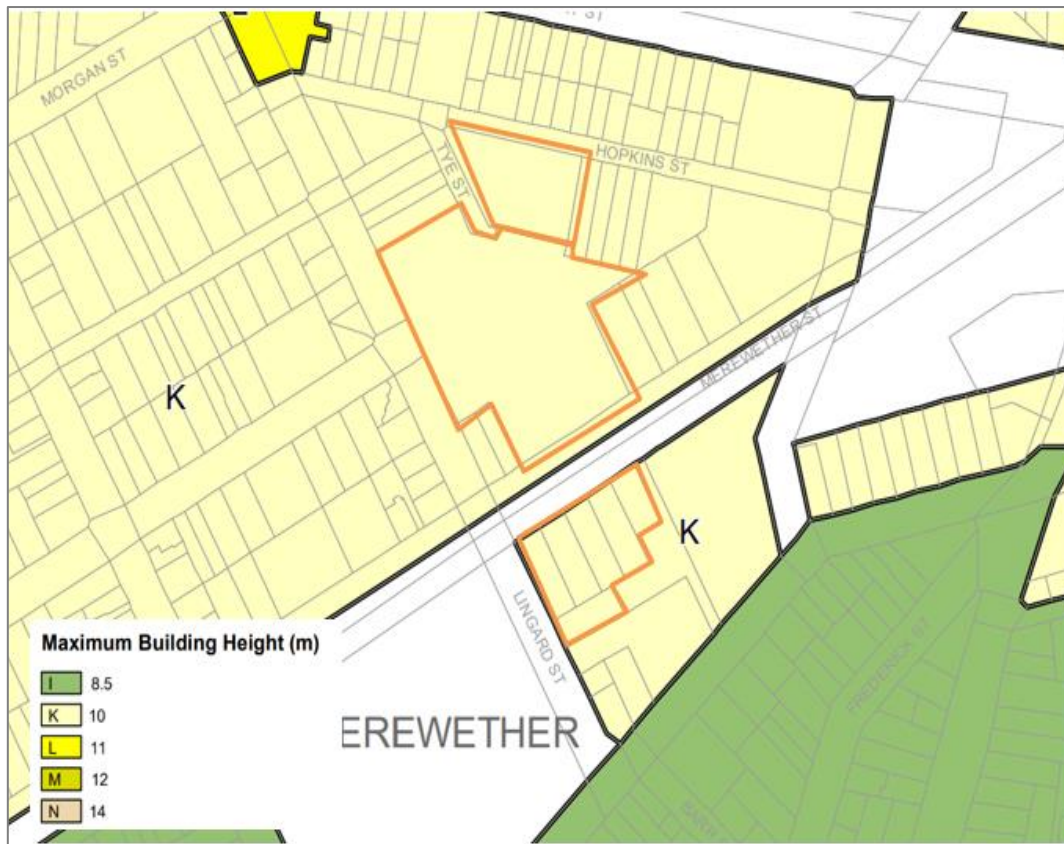 ST
MORGAN ST
HOPKINS ST
TYE ST
MEREWETHER ST
K
K
LINGARD ST
FREDERICK ST
EREWETHER
Maximum Building Height (m)
I 8.5
K 10
L 11
M 12
N 14